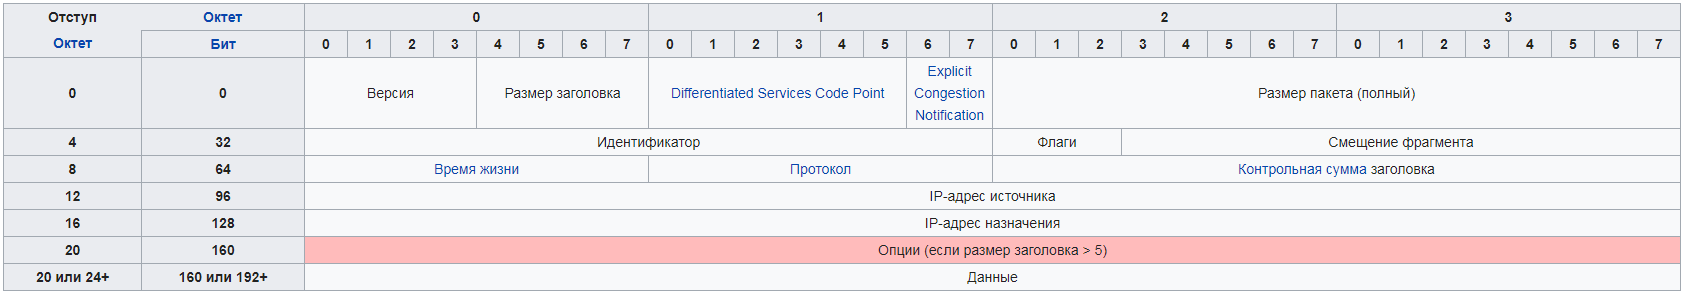 Отступ Октет 0 1 2 3
Октет Бит 0 1 2 3 4 5 6 7 0 1 2 3 4 5 6 7 0 1 2 3 4 5 6 7 0 1 2 3 4 5 6 7
0 0 Версия Размер заголовка Differentiated Services Code Point Explicit Congestion Notification Размер пакета (полный)
4 32 Идентификатор Флаги Смещение фрагмента
8 64 Время жизни Протокол Контрольная сумма заголовка
12 96 IP-адрес источника
16 128 IP-адрес назначения
20 160 Опции (если размер заголовка > 5)
20 или 24+ 160 или 192+ Данные